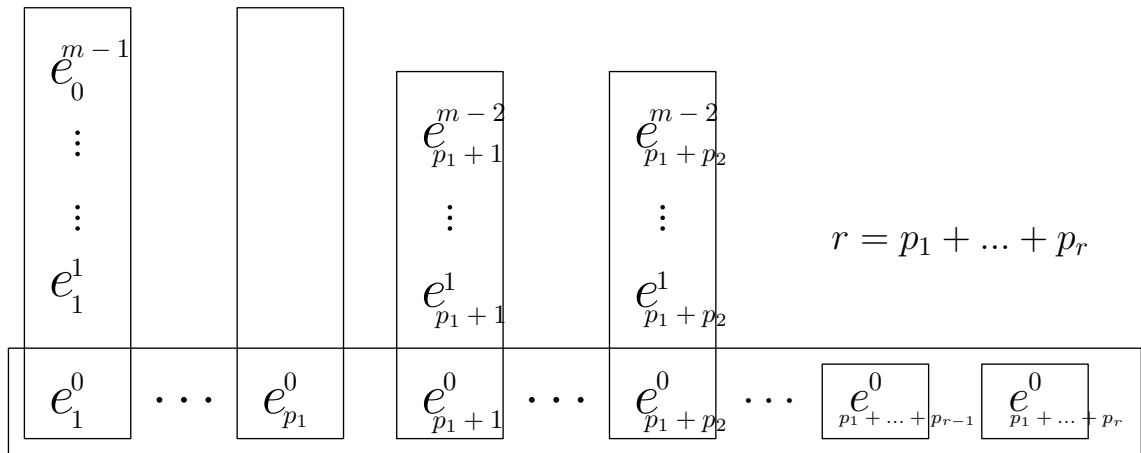 e_0^{m-1}
e_{p_1+1}^{m-2} e_{p_1+p_2}^{m-2}
⋮ ⋮
⋮ ⋮ ⋮
r = p_1 + ... + p_r
e_1^1 e_{p_1+1}^1 e_{p_1+p_2}^1
e_1^0 ··· e_{p_1}^0 e_{p_1+1}^0 ··· e_{p_1+p_2}^0 ··· e_{p_1+...+p_{r-1}}^0 e_{p_1+...+p_r}^0